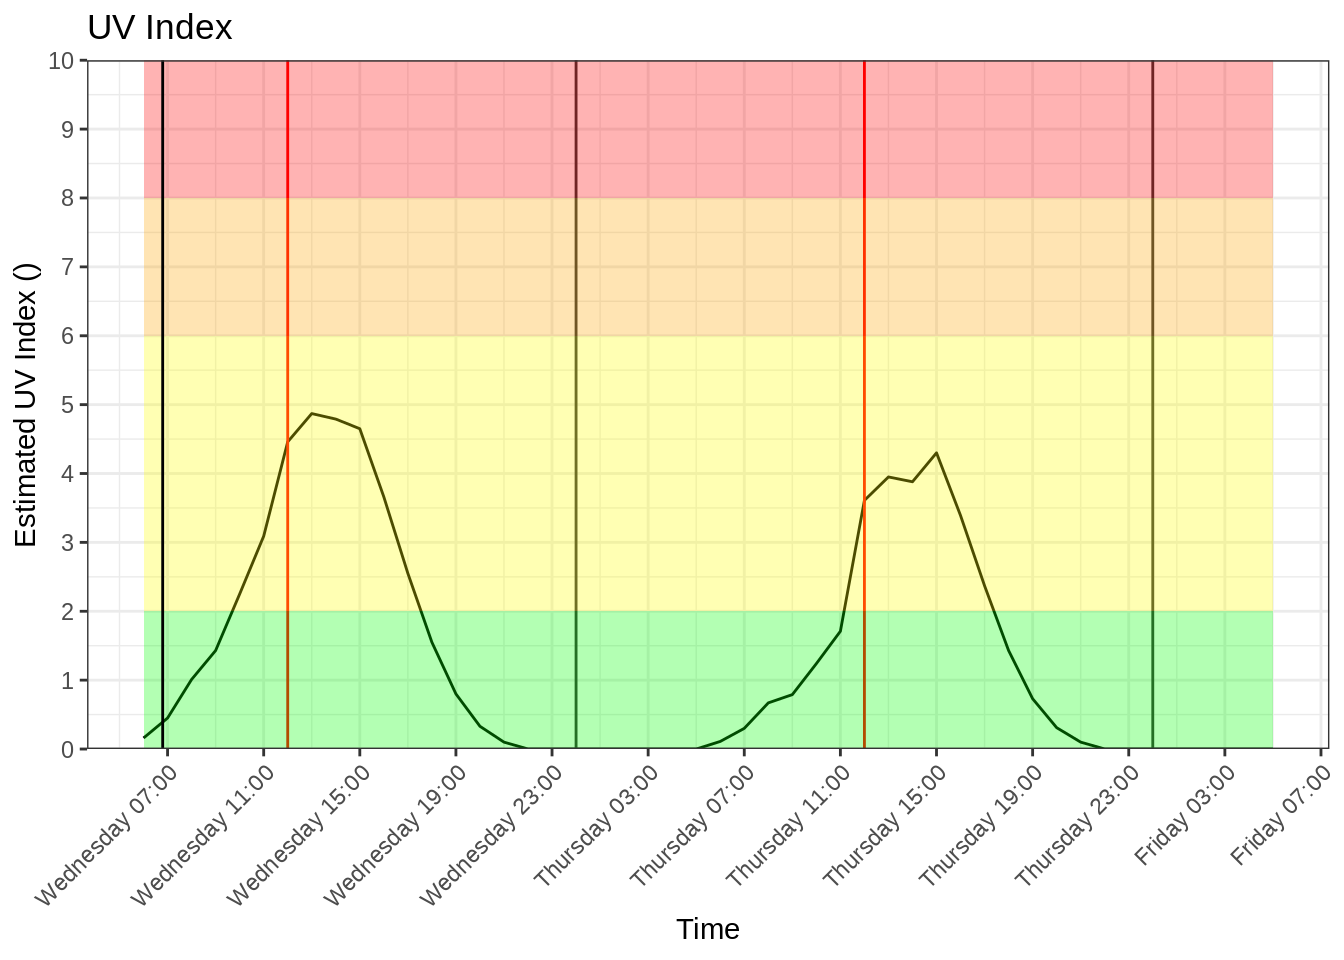 UV Index
Estimated UV Index ()
10
9
8
7
6
5
4
3
2
1
0
Wednesday 07:00
Wednesday 11:00
Wednesday 15:00
Wednesday 19:00
Wednesday 23:00
Thursday 03:00
Thursday 07:00
Thursday 11:00
Thursday 15:00
Thursday 19:00
Thursday 23:00
Friday 03:00
Friday 07:00
Time